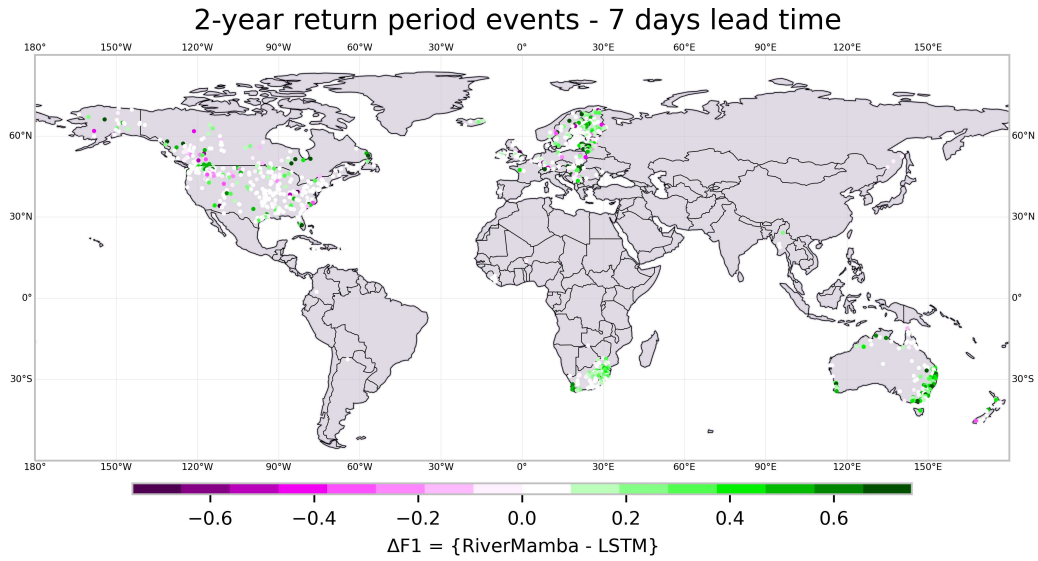 2-year return period events - 7 days lead time
180° 150°W 120°W 90°W 60°W 30°W 0° 30°E 60°E 90°E 120°E 150°E
60°N 60°N
30°N 30°N
0° 0°
30°S 30°S
180° 150°W 120°W 90°W 60°W 30°W 0° 30°E 60°E 90°E 120°E 150°E
−0.6 −0.4 −0.2 0.0 0.2 0.4 0.6
ΔF1 = {RiverMamba - LSTM}